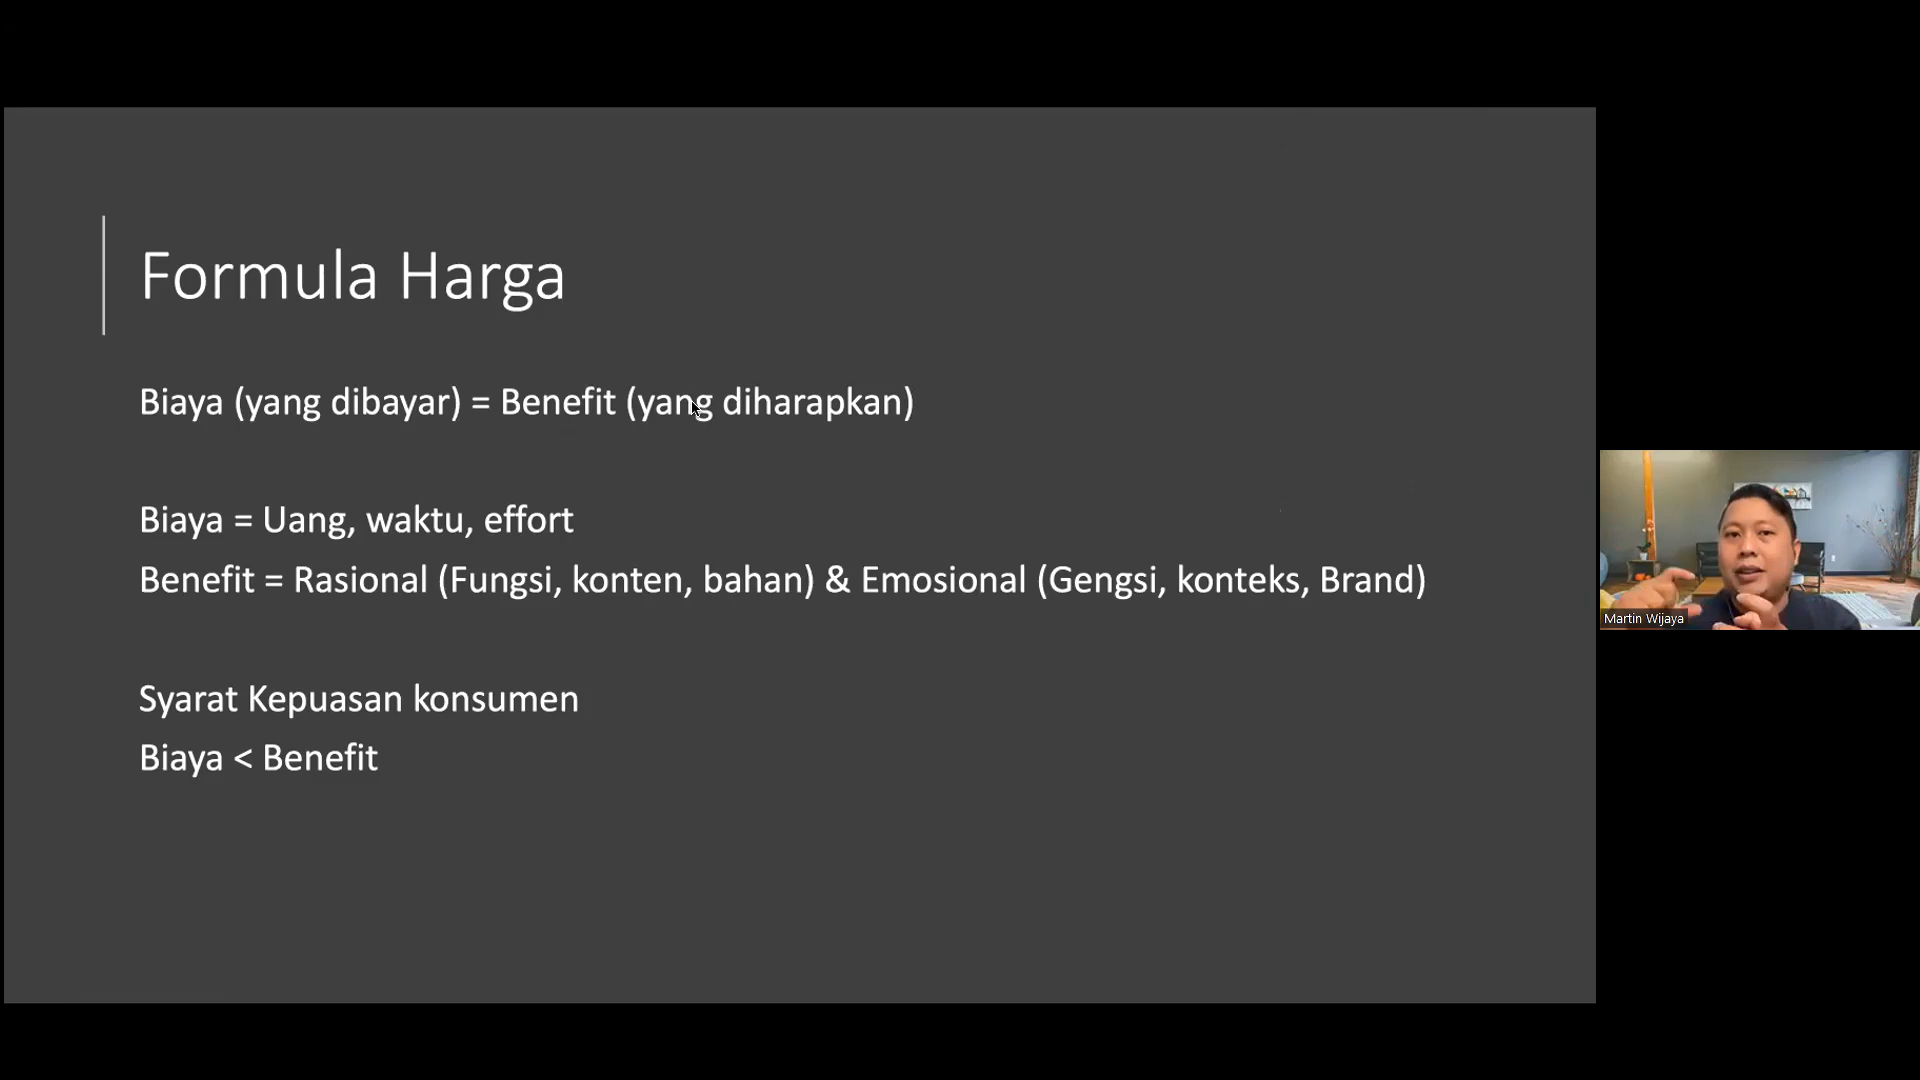 Formula Harga
Biaya (yang dibayar) = Benefit (yang diharapkan)
Biaya = Uang, waktu, effort
Benefit = Rasional (Fungsi, konten, bahan) & Emosional (Gengsi, konteks, Brand)
Syarat Kepuasan konsumen
Biaya < Benefit
Martin Wijaya